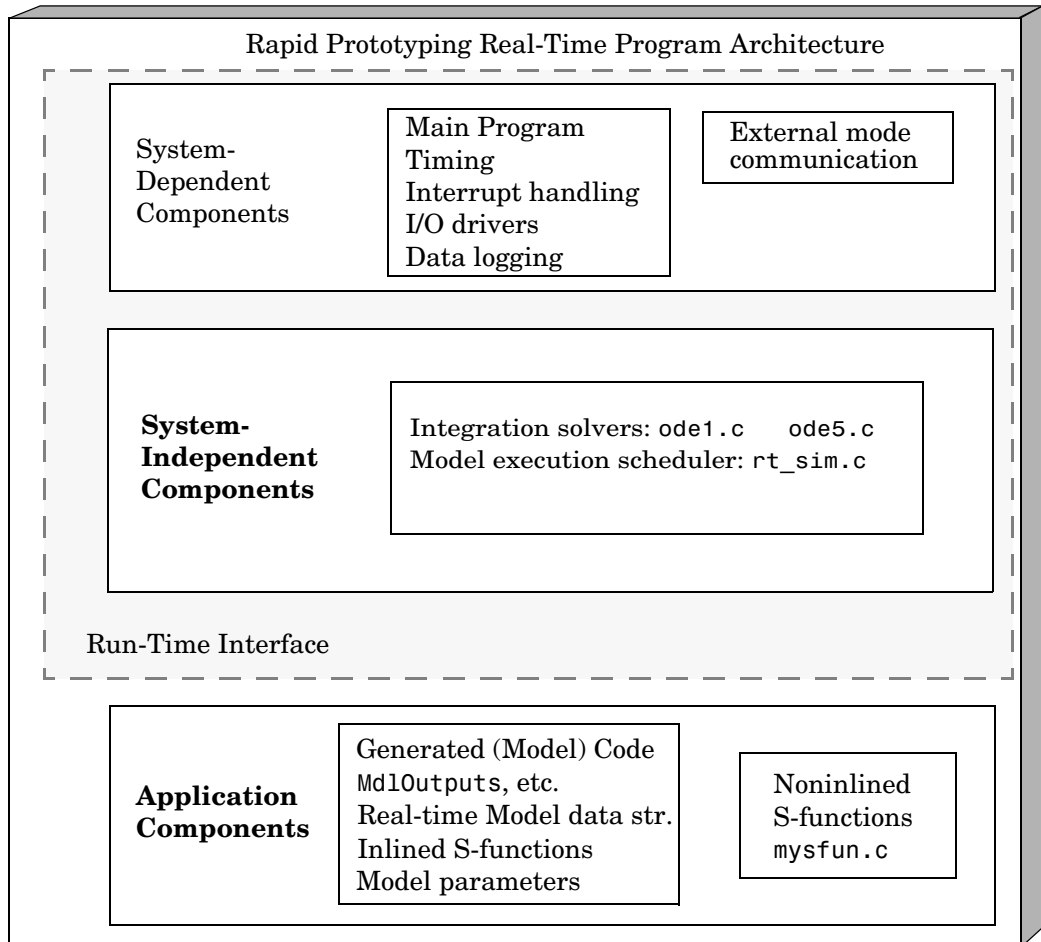 Rapid Prototyping Real-Time Program Architecture
System-
Dependent
Components
Main Program
Timing
Interrupt handling
I/O drivers
Data logging
External mode
communication
System-
Independent
Components
Integration solvers: ode1.c ode5.c
Model execution scheduler: rt_sim.c
Run-Time Interface
Application
Components
Generated (Model) Code
MdlOutputs, etc.
Real-time Model data str.
Inlined S-functions
Model parameters
Noninlined
S-functions
mysfun.c